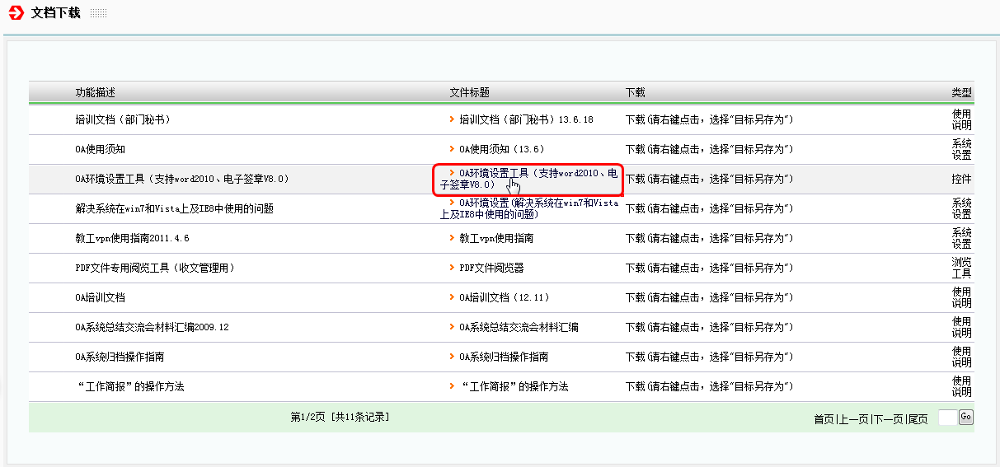 文档下载
功能描述 文件标题 下载 类型
培训文档（部门秘书） 培训文档（部门秘书）13.6.18 下载(请右键点击，选择"目标另存为") 使用
说明
OA使用须知 OA使用须知（13.6） 下载(请右键点击，选择"目标另存为") 系统
设置
OA环境设置工具（支持word2010、电子签章V8.0） OA环境设置工具（支持word2010、电
子签章V8.0） 下载(请右键点击，选择"目标另存为") 控件
解决系统在win7和Vista上及IE8中使用的问题 OA环境设置(解决系统在win7和Vista
上及IE8中使用的问题) 下载(请右键点击，选择"目标另存为") 系统
设置
教工vpn使用指南2011.4.6 教工vpn使用指南 下载(请右键点击，选择"目标另存为") 系统
设置
PDF文件专用阅览工具（收文管理用） PDF文件阅览器 下载(请右键点击，选择"目标另存为") 浏览
工具
OA培训文档 OA培训文档（12.11） 下载(请右键点击，选择"目标另存为") 使用
说明
OA系统总结交流会材料汇编2009.12 OA系统总结交流会材料汇编 下载(请右键点击，选择"目标另存为") 使用
说明
OA系统归档操作指南 OA系统归档操作指南 下载(请右键点击，选择"目标另存为") 使用
说明
“工作简报”的操作方法 “工作简报”的操作方法 下载(请右键点击，选择"目标另存为") 使用
说明
第1/2页 [共11条记录] 首页|上一页|下一页|尾页 Go